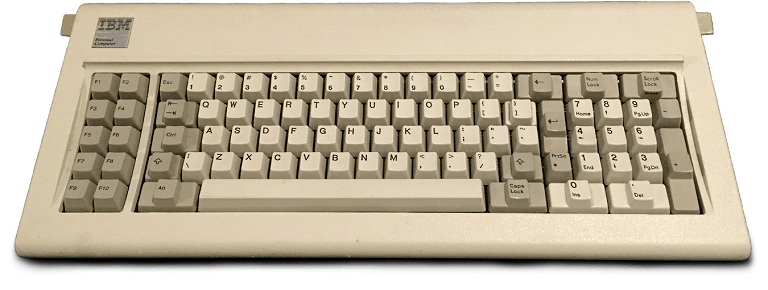 IBM
Personal
Computer
F1 F2 Esc ! 1 @ 2 # 3 $ 4 % 5 6 & 7 * 8 ( 9 ) 0 — - + = ← Num Lock Scroll Lock
F3 F4 Q W E R T Y U I O P { [ } ] 7 Home 8 9 PgUp -
F5 F6 Ctrl A S D F G H J K L : ; " ' ~ 4 5 6
F7 F8 \ Z X C V B N M < , > . ? / PrtSc * 1 End 2 3 PgDn +
F9 F10 Alt Caps Lock 0 Ins . Del